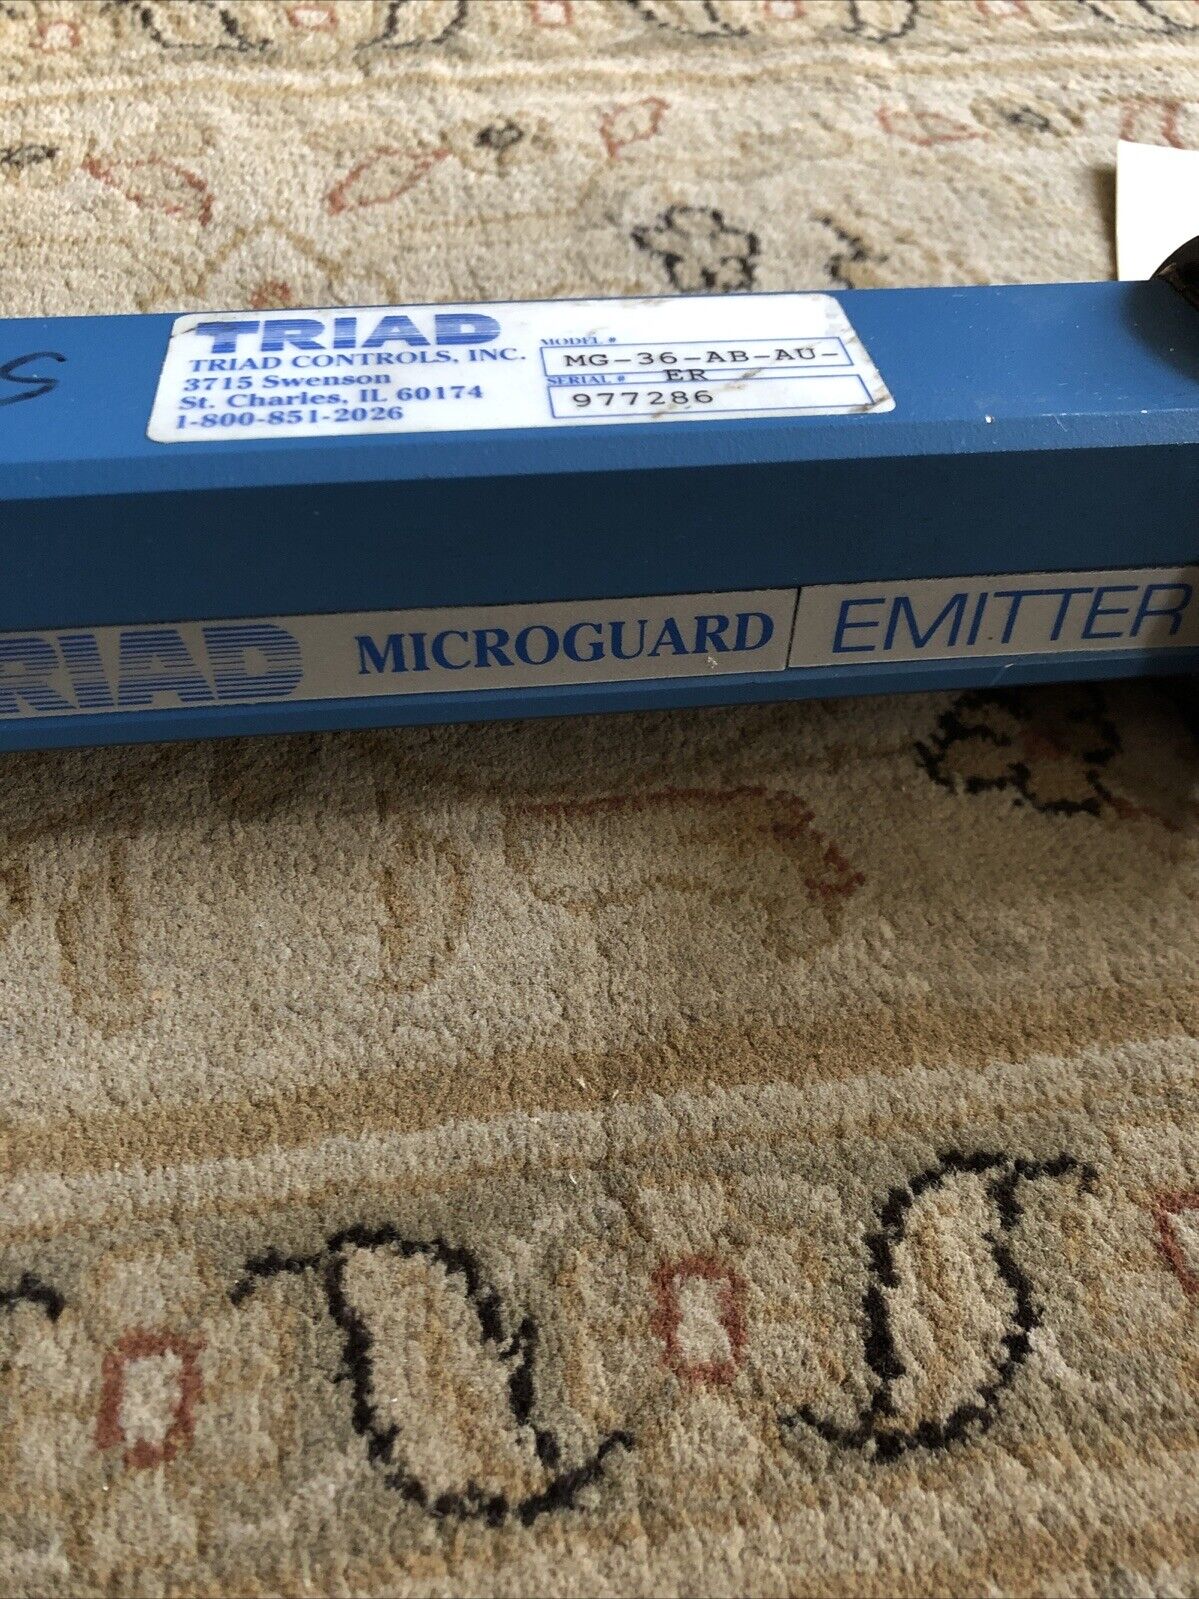 TRIAD
TRIAD CONTROLS, INC.
3715 Swenson
St. Charles, IL 60174
1-800-851-2026
MODEL #
MG-36-AB-AU-
ER
SERIAL #
977286
TRIAD MICROGUARD EMITTER